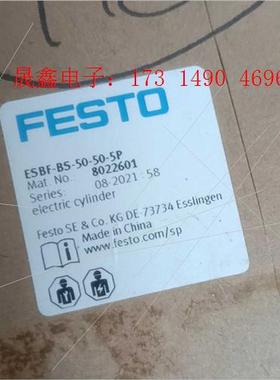 晟鑫电子：173 1490 4696
FESTO
ESBF-BS-50-50-5P
Mat. No.: 8022601
Series: 08-2021:58
electric cylinder
Festo SE & Co. KG DE-73734 Esslingen
Made in China
www.festo.com/sp